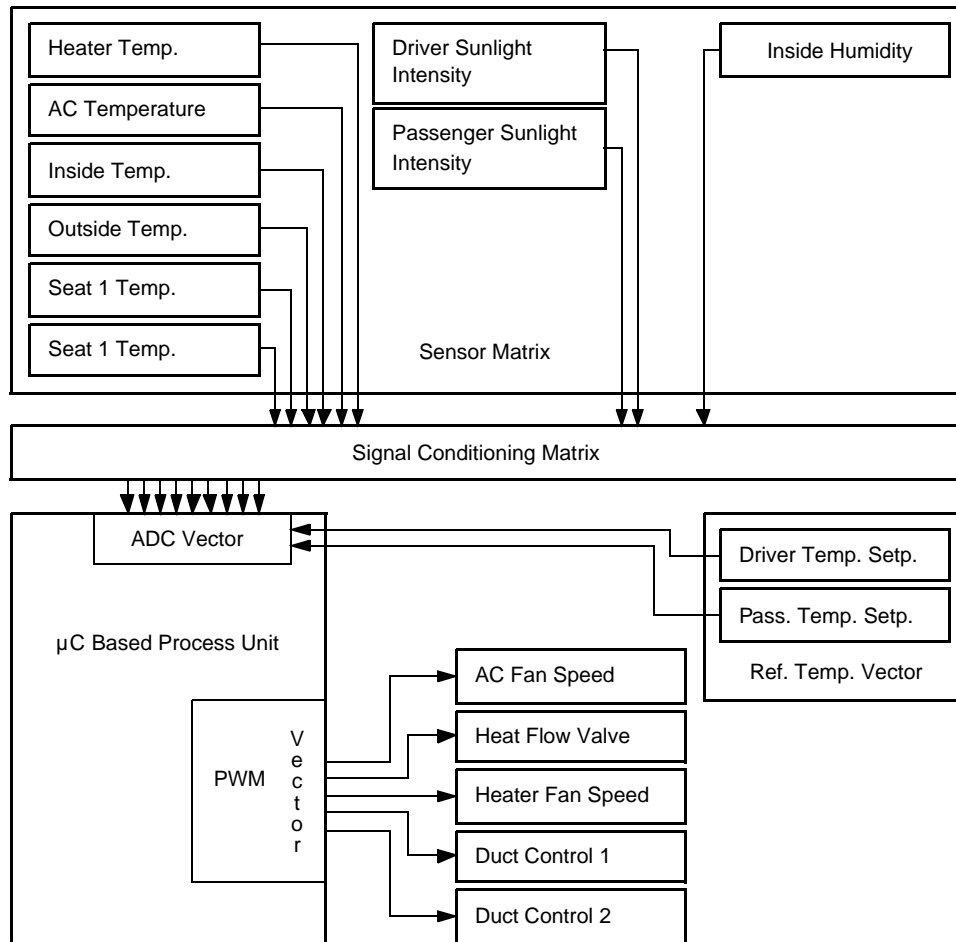 Heater Temp.
AC Temperature
Inside Temp.
Outside Temp.
Seat 1 Temp.
Seat 1 Temp.
Driver Sunlight
Intensity
Passenger Sunlight
Intensity
Inside Humidity
Sensor Matrix
Signal Conditioning Matrix
ADC Vector
µC Based Process Unit
PWM
Vector
Driver Temp. Setp.
Pass. Temp. Setp.
Ref. Temp. Vector
AC Fan Speed
Heat Flow Valve
Heater Fan Speed
Duct Control 1
Duct Control 2